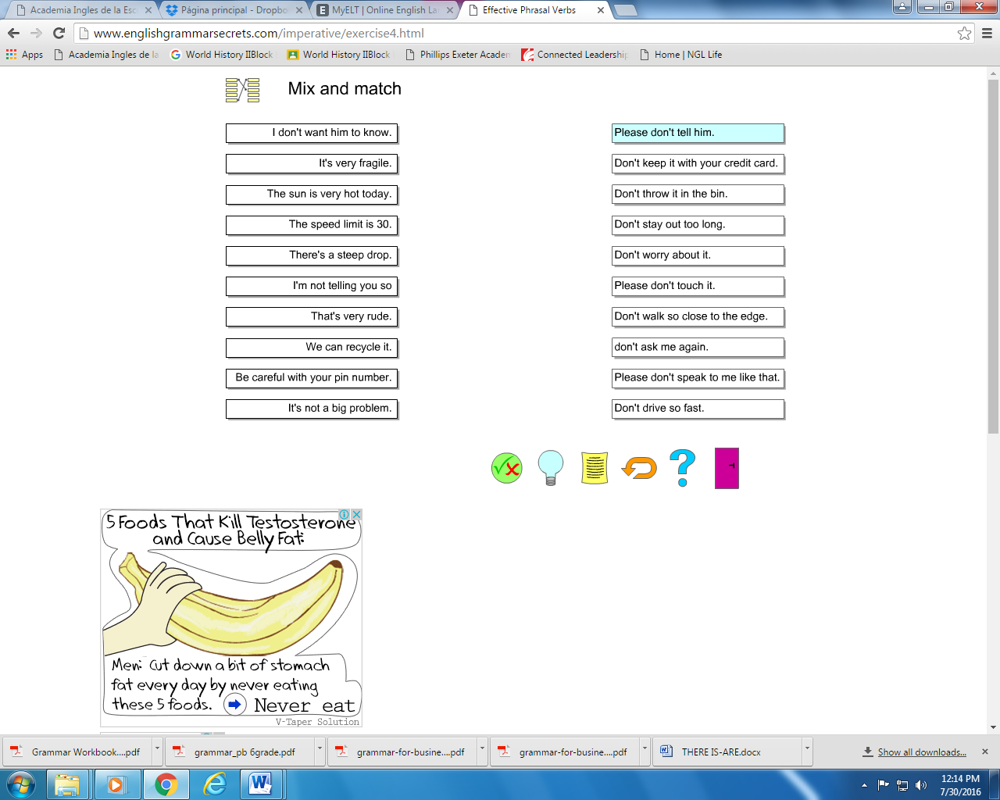 Academia Ingles de la Esc
Página principal - Dropbo
MyELT | Online English La
Effective Phrasal Verbs
www.englishgrammarsecrets.com/imperative/exercise4.html
Apps
Academia Ingles de la
World History IIBlock
World History IIBlock
Phillips Exeter Academ
Connected Leadership
Home | NGL Life
Mix and match
I don't want him to know.
Please don't tell him.
It's very fragile.
Don't keep it with your credit card.
The sun is very hot today.
Don't throw it in the bin.
The speed limit is 30.
Don't stay out too long.
There's a steep drop.
Don't worry about it.
I'm not telling you so
Please don't touch it.
That's very rude.
Don't walk so close to the edge.
We can recycle it.
don't ask me again.
Be careful with your pin number.
Please don't speak to me like that.
It's not a big problem.
Don't drive so fast.
5 Foods That Kill Testosterone
and Cause Belly Fat:
Men: Cut down a bit of stomach
fat every day by never eating
these 5 foods.
Never eat
V-Taper Solution
Grammar Workbook....pdf
grammar_pb 6grade.pdf
grammar-for-busine....pdf
grammar-for-busine....pdf
THERE IS-ARE.docx
Show all downloads...
12:14 PM
7/30/2016